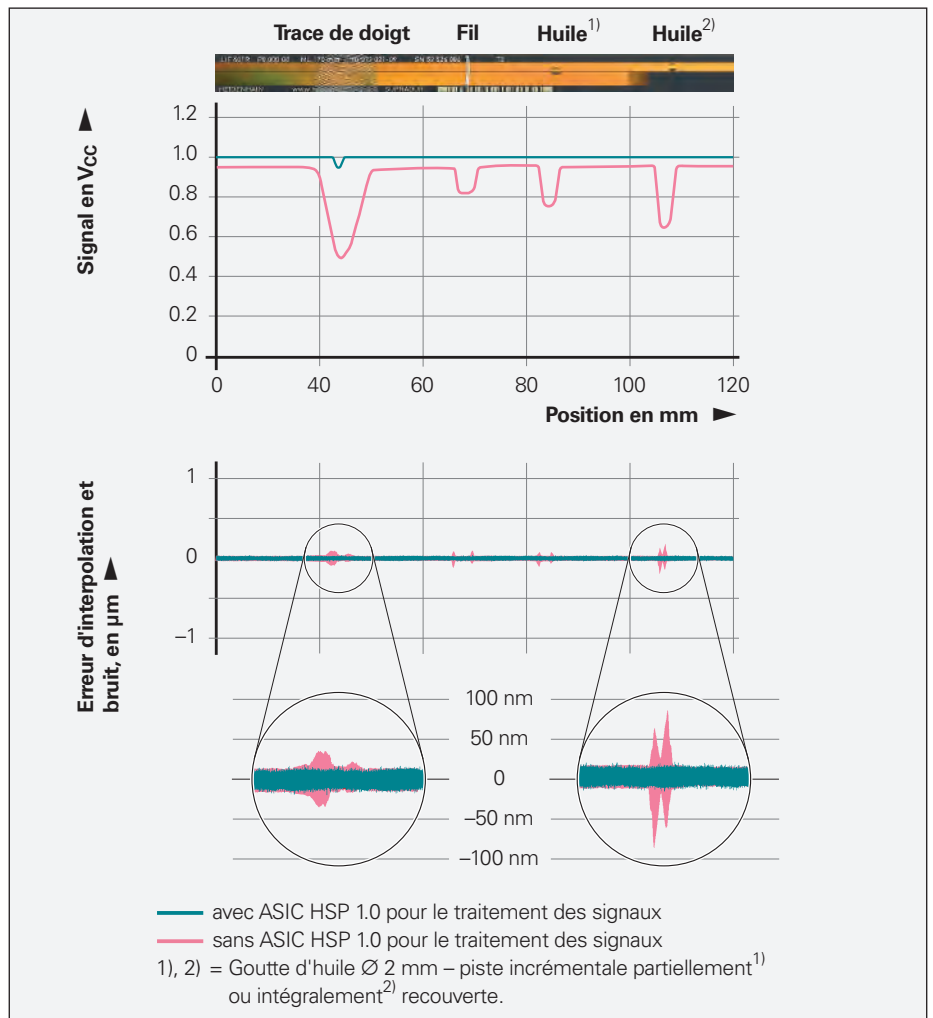 Trace de doigt Fil Huile1) Huile2)
HEIDENHAIN
Signal en VCC
1.2
1.0
0.8
0.6
0.4
0.2
0
0 40 60 80 100 120
Position en mm
Erreur d'interpolation et
bruit, en µm
1
0
–1
100 nm
50 nm
0
–50 nm
–100 nm
avec ASIC HSP 1.0 pour le traitement des signaux
sans ASIC HSP 1.0 pour le traitement des signaux
1), 2) = Goutte d'huile Ø 2 mm – piste incrémentale partiellement1)
ou intégralement2) recouverte.